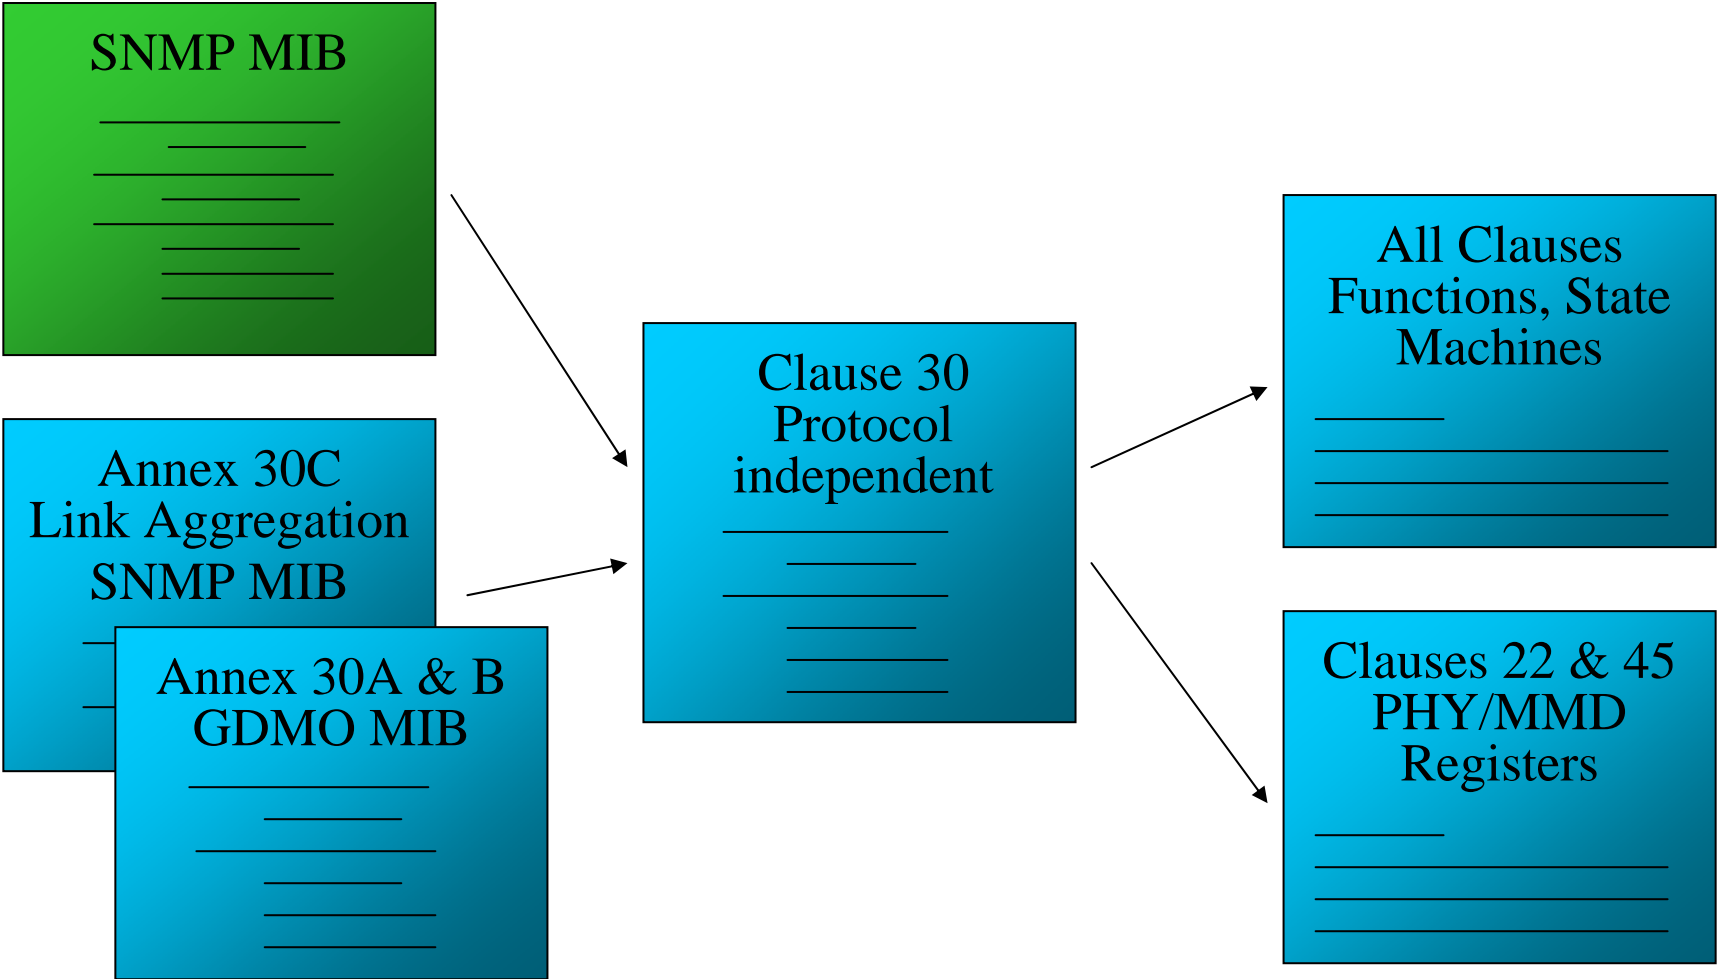 SNMP MIB
Annex 30C
Link Aggregation
SNMP MIB
Annex 30A & B
GDMO MIB
Clause 30
Protocol
independent
All Clauses
Functions, State
Machines
Clauses 22 & 45
PHY/MMD
Registers